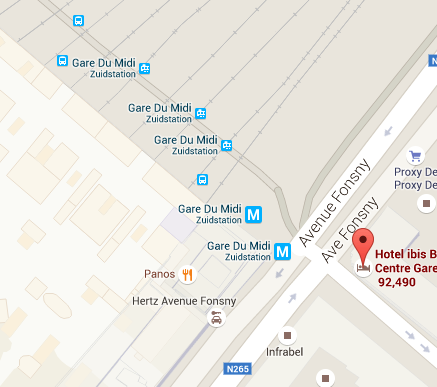 Gare Du Midi
Zuidstation
Gare Du Midi
Zuidstation
Gare Du Midi
Zuidstation
Gare Du Midi
Zuidstation
M
Gare Du Midi
Zuidstation
M
Avenue Fonsny
Ave Fonsny
N
Proxy De
Proxy De
Hotel ibis B
Centre Gare
92,490
Panos
Hertz Avenue Fonsny
Infrabel
N265